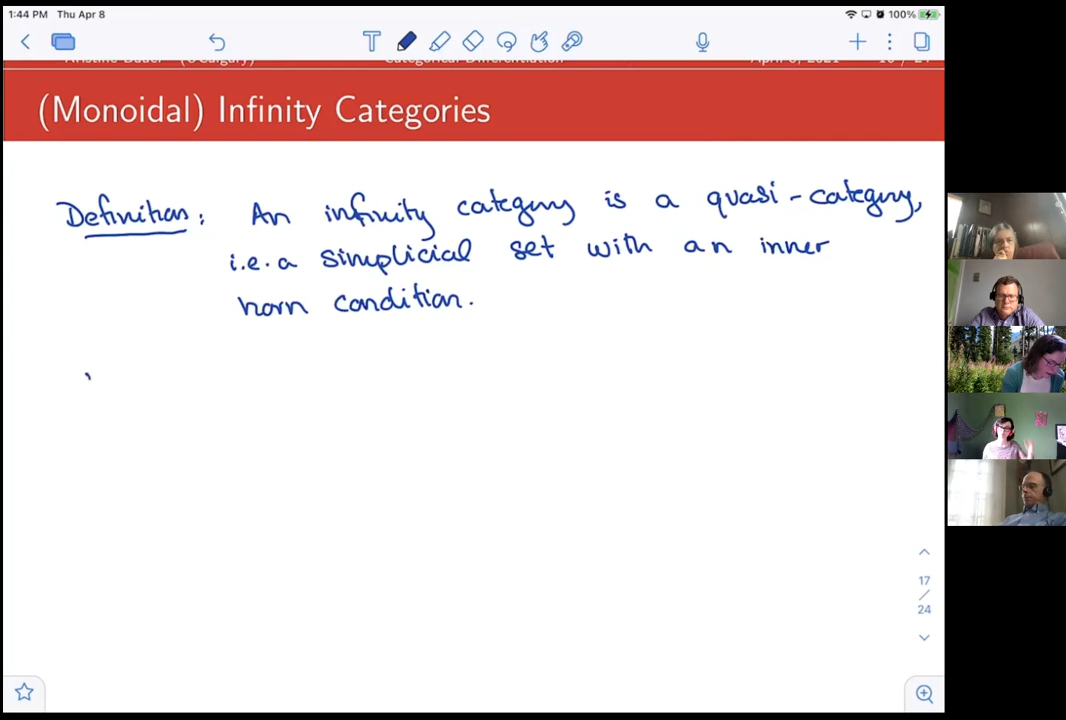 1:44 PM Thu Apr 8
100%
(Monoidal) Infinity Categories
Definition: An infinity category is a quasi-category,
i.e. a simplicial set with an inner
horn condition.
17
/
24